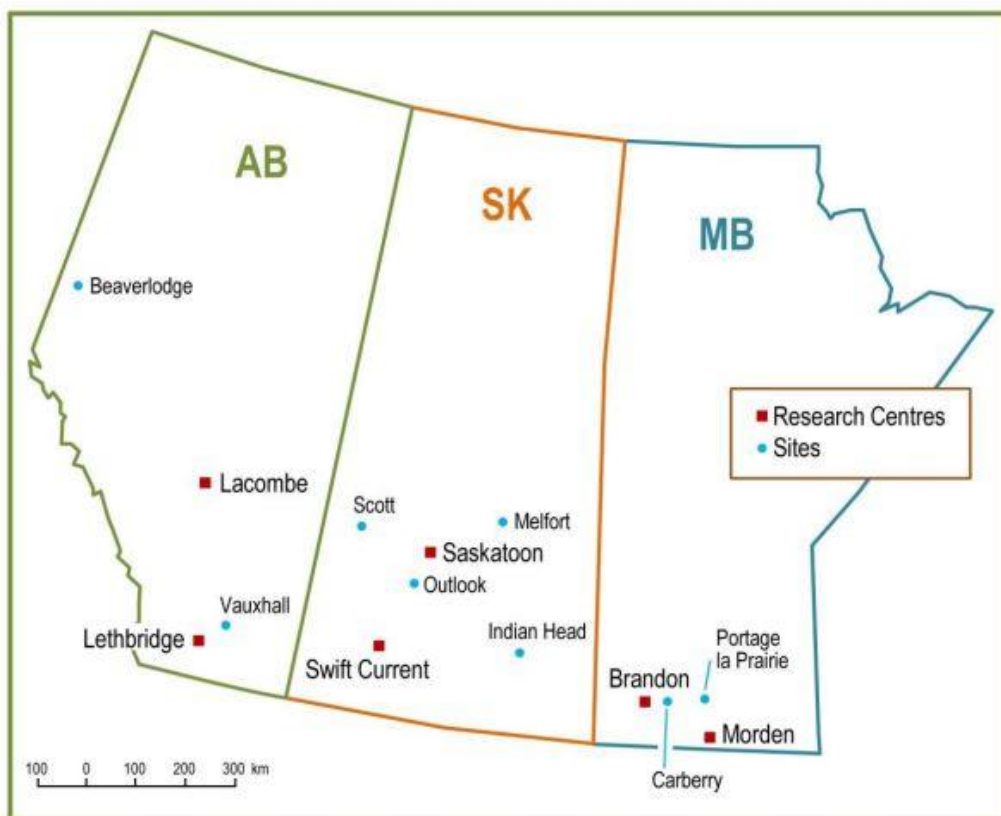 AB
SK
MB
Beaverlodge
Research Centres
Sites
Lacombe
Scott
Melfort
Saskatoon
Outlook
Vauxhall
Lethbridge
Indian Head
Portage
la Prairie
Swift Current
Brandon
Morden
Carberry
100 0 100 200 300 km